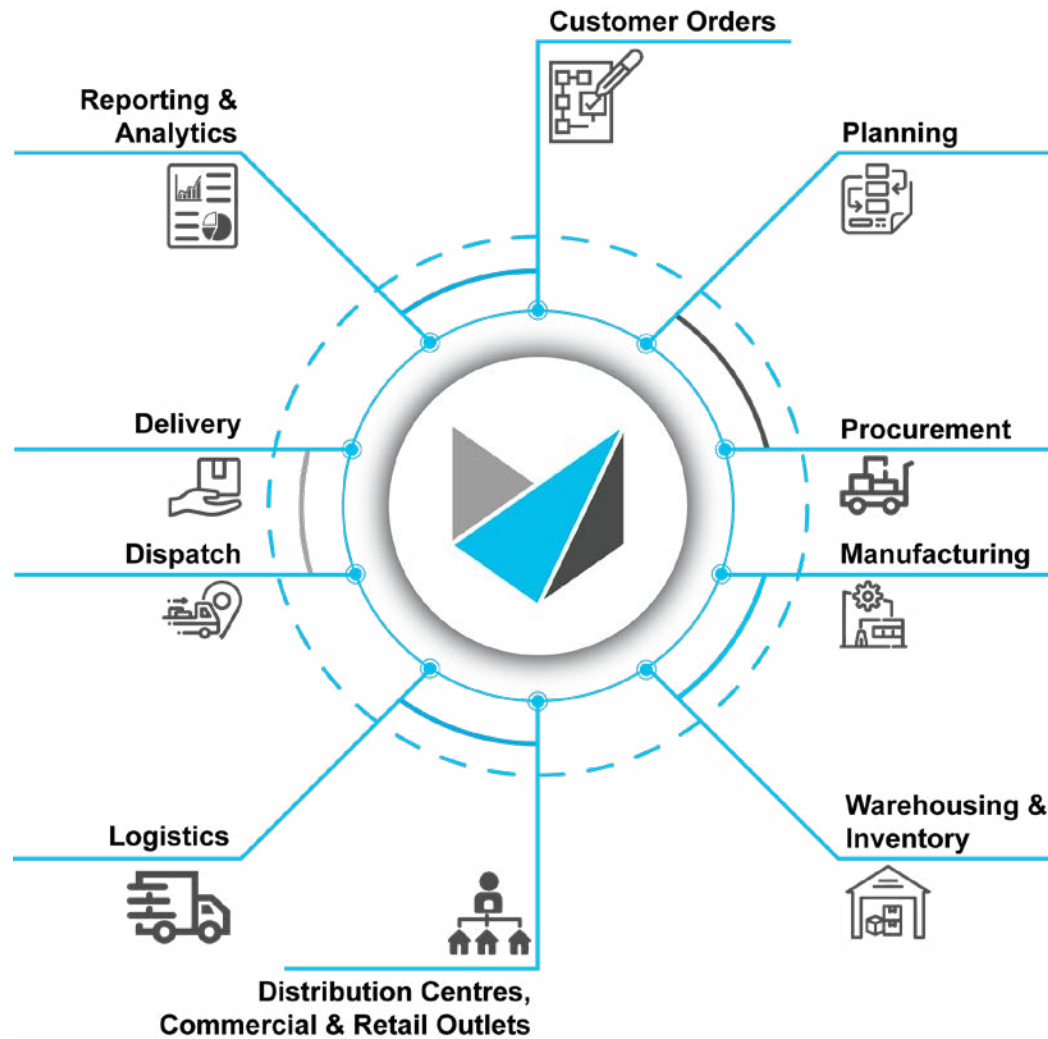 Customer Orders
Reporting &
Analytics
Planning
Delivery
Procurement
Dispatch
Manufacturing
Logistics
Warehousing &
Inventory
Distribution Centres,
Commercial & Retail Outlets